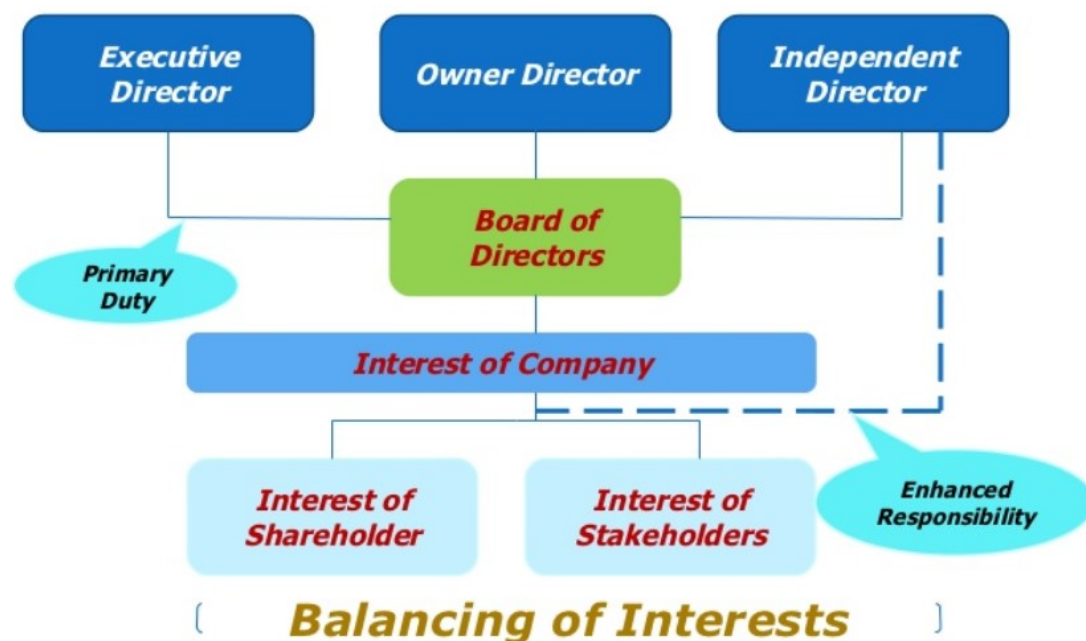 Executive
Director
Owner Director
Independent
Director
Board of
Directors
Primary
Duty
Interest of Company
Interest of
Shareholder
Interest of
Stakeholders
Enhanced
Responsibility
Balancing of Interests